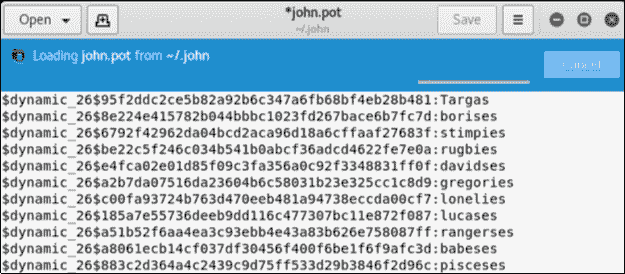 Open
*john.pot
~/.john
Save
Loading john.pot from ~/.john
Cancel
$dynamic_26$95f2ddc2ce5b82a92b6c347a6fb68bf4eb28b481:Targas
$dynamic_26$8e224e415782b044bbbc1023fd267bace6b7fc7d:borises
$dynamic_26$6792f42962da04bcd2aca96d18a6cffaaf27683f:stimpies
$dynamic_26$be22c5f246c034b541b0abcf36adcd4622fe7e0a:rugbies
$dynamic_26$e4fca02e01d85f09c3fa356a0c92f3348831ff0f:davidses
$dynamic_26$a2b7da07516da23604b6c58031b23e325cc1c8d9:gregories
$dynamic_26$c00fa93724b763d470eeb481a94738eccda00cf7:lonelies
$dynamic_26$185a7e55736deeb9dd116c477307bc11e872f087:lucases
$dynamic_26$a51b52f6aa4ea3c93ebb4e43a83b626e758087ff:rangerses
$dynamic_26$a8061ecb14cf037df30456f400f6be1f6f9afc3d:babeses
$dynamic_26$883c2d364a4c2439c9d75ff533d29b3846f2d96c:pisceses